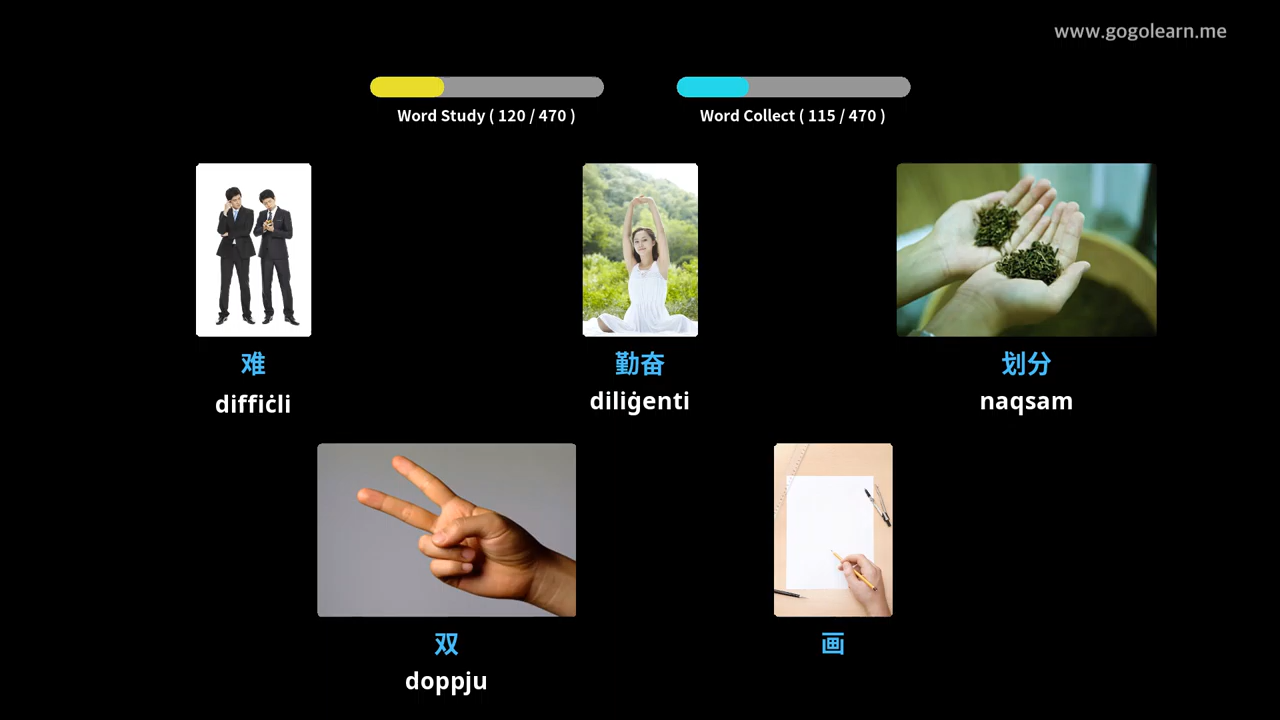 www.gogolearn.me
Word Study ( 120 / 470 )
Word Collect ( 115 / 470 )
难
diffiċli
勤奋
diliġenti
划分
naqsam
双
doppju
画